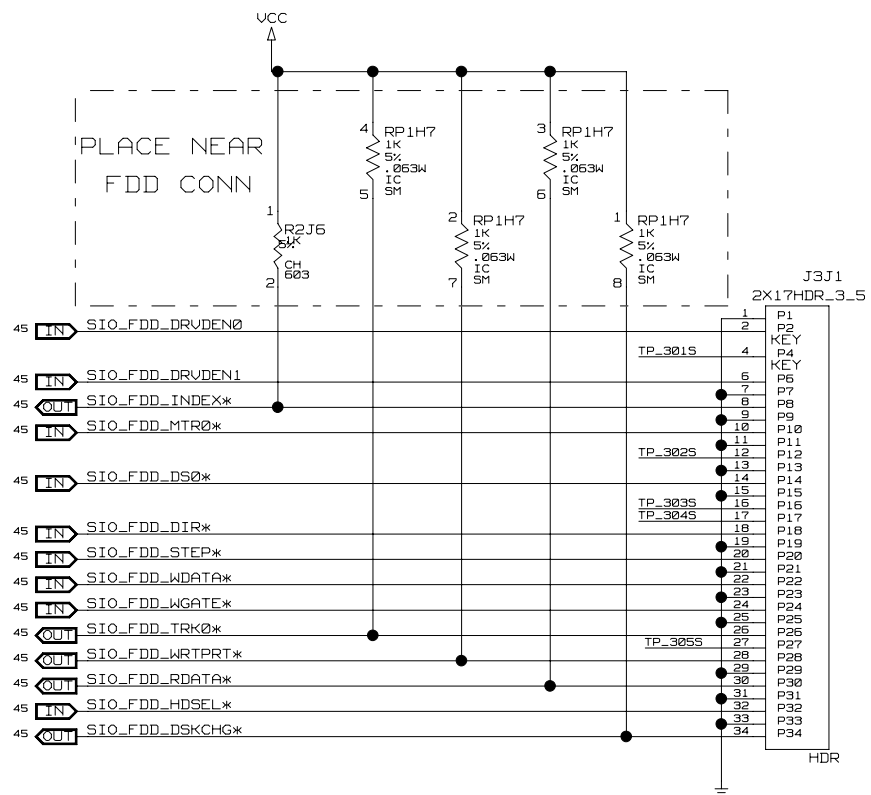 VCC
PLACE NEAR
FDD CONN
4
RP1H7
1K
5%
.063W
IC
SM
5
3
RP1H7
1K
5%
.063W
IC
SM
6
1
R2J6
1K
5%
CH
603
2
2
RP1H7
1K
5%
.063W
IC
SM
7
1
RP1H7
1K
5%
.063W
IC
SM
8
J3J1
2X17HDR_3_5
1 P1
45 IN SIO_FDD_DRVDEN0 2 P2
KEY
TP_301S 4 P4
KEY
45 IN SIO_FDD_DRVDEN1 6 P6
7 P7
45 OUT SIO_FDD_INDEX* 8 P8
9 P9
45 IN SIO_FDD_MTR0* 10 P10
11 P11
TP_302S 12 P12
13 P13
45 IN SIO_FDD_DS0* 14 P14
15 P15
TP_303S 16 P16
TP_304S 17 P17
45 IN SIO_FDD_DIR* 18 P18
19 P19
45 IN SIO_FDD_STEP* 20 P20
21 P21
45 IN SIO_FDD_WDATA* 22 P22
23 P23
45 IN SIO_FDD_WGATE* 24 P24
25 P25
45 OUT SIO_FDD_TRK0* 26 P26
TP_305S 27 P27
45 OUT SIO_FDD_WRTPRT* 28 P28
29 P29
45 OUT SIO_FDD_RDATA* 30 P30
31 P31
45 IN SIO_FDD_HDSEL* 32 P32
33 P33
45 OUT SIO_FDD_DSKCHG* 34 P34
HDR